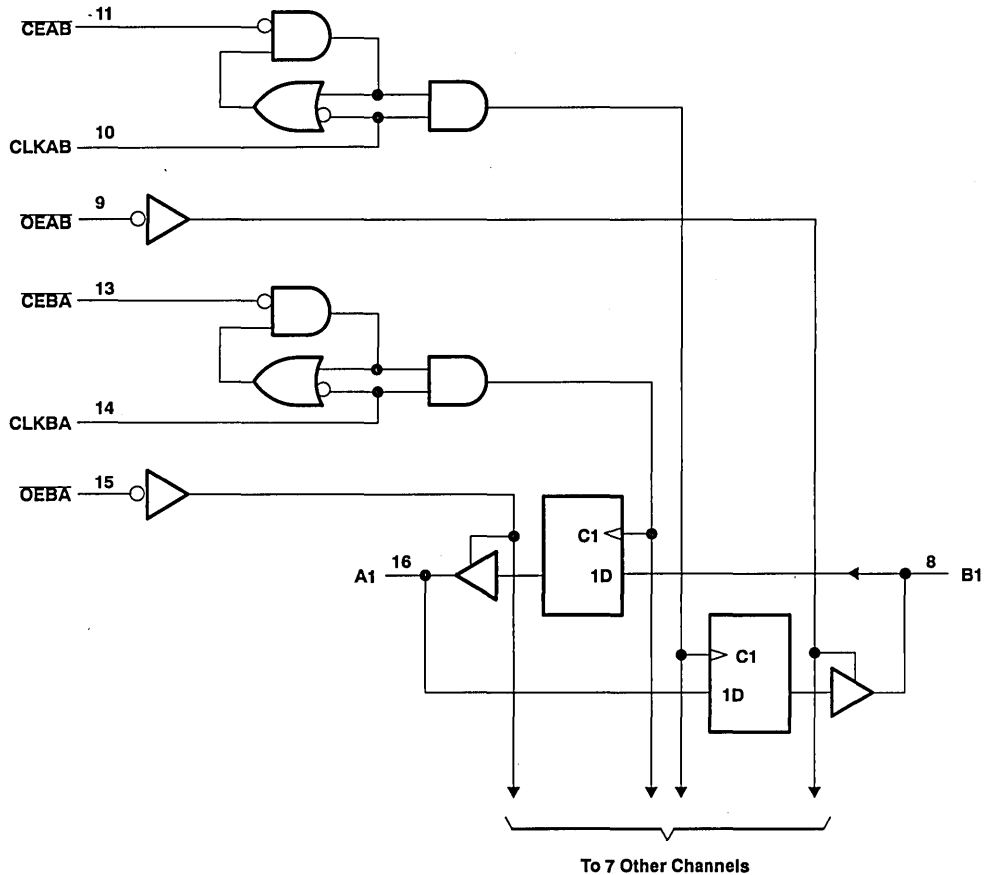 CEAB 11
CLKAB 10
OEAB 9
CEBA 13
CLKBA 14
OEBA 15
C1
1D
A1 16
8 B1
C1
1D
To 7 Other Channels